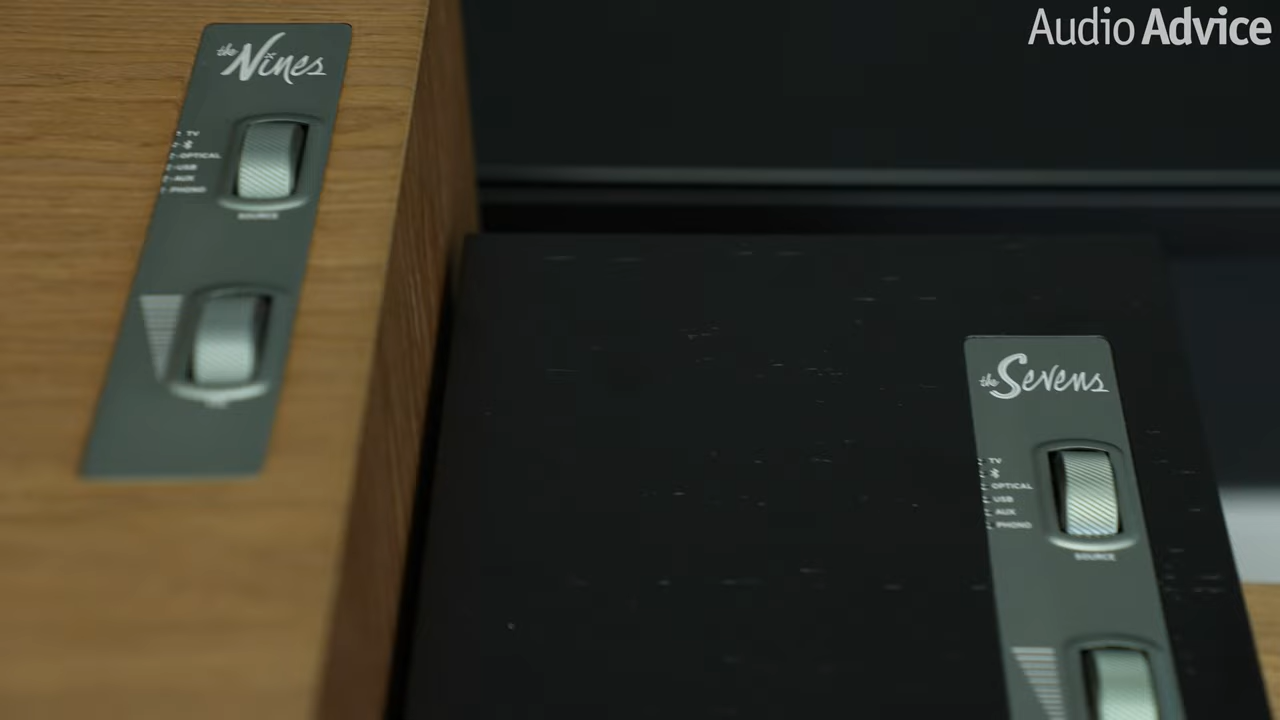 Audio Advice
the Nines
TV
OPTICAL
USB
AUX
PHONO
SOURCE
the Sevens
TV
OPTICAL
USB
AUX
PHONO
SOURCE